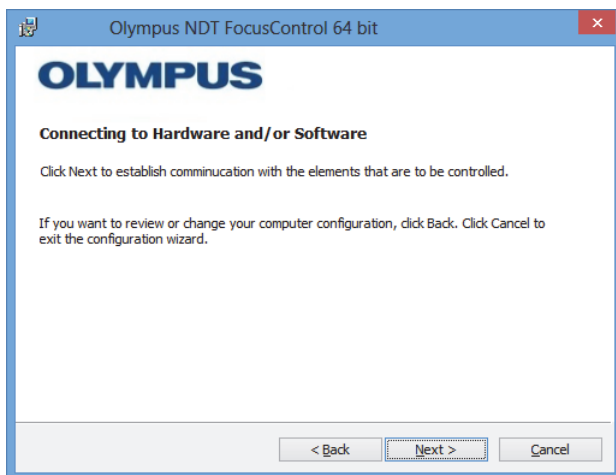 Olympus NDT FocusControl 64 bit
OLYMPUS
Connecting to Hardware and/or Software
Click Next to establish comminucation with the elements that are to be controlled.
If you want to review or change your computer configuration, click Back. Click Cancel to
exit the configuration wizard.
< Back Next > Cancel